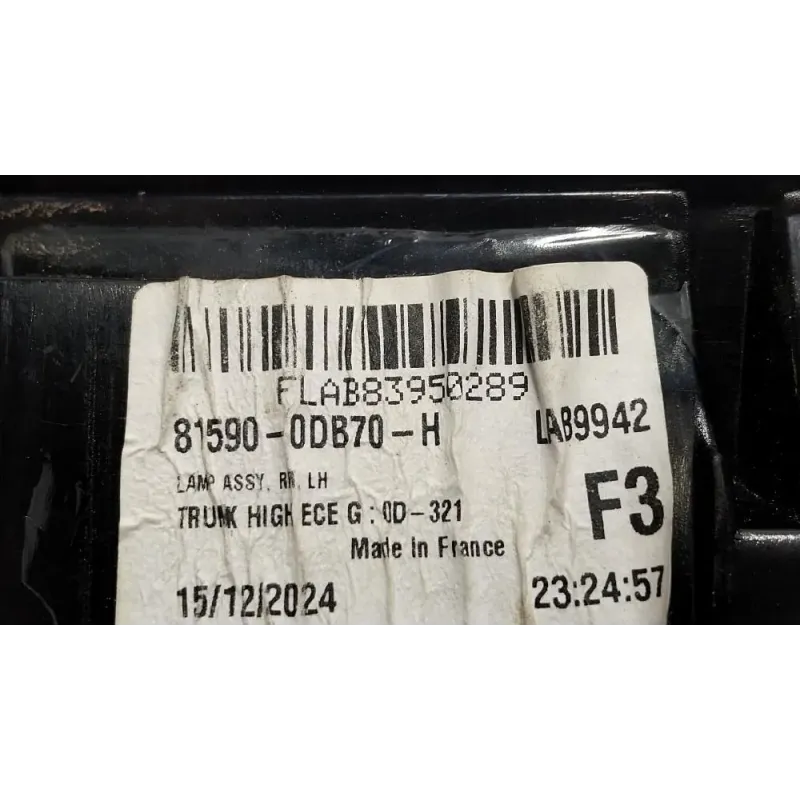 FLAB83950289
81590-0DB70-H LAB9942
LAMP ASSY, RR, LH
TRUNK HIGH ECE G : 0D-321 F3
Made in France
15/12/2024 23:24:57